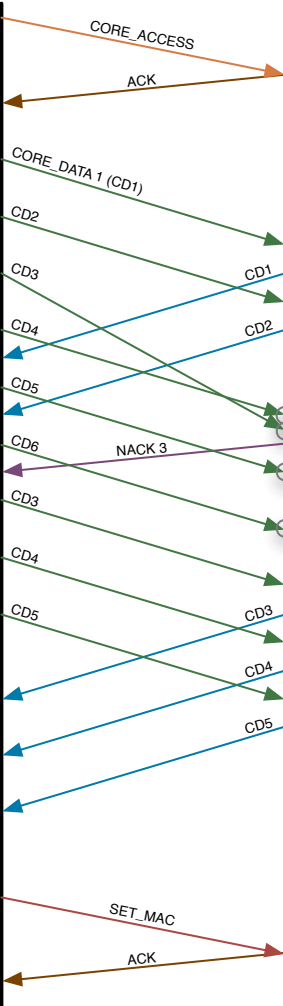 CORE_ACCESS
ACK
CORE_DATA 1 (CD1)
CD2
CD3
CD1
CD4
CD2
CD5
CD6
NACK 3
CD3
CD4
CD5
CD3
CD4
CD5
SET_MAC
ACK